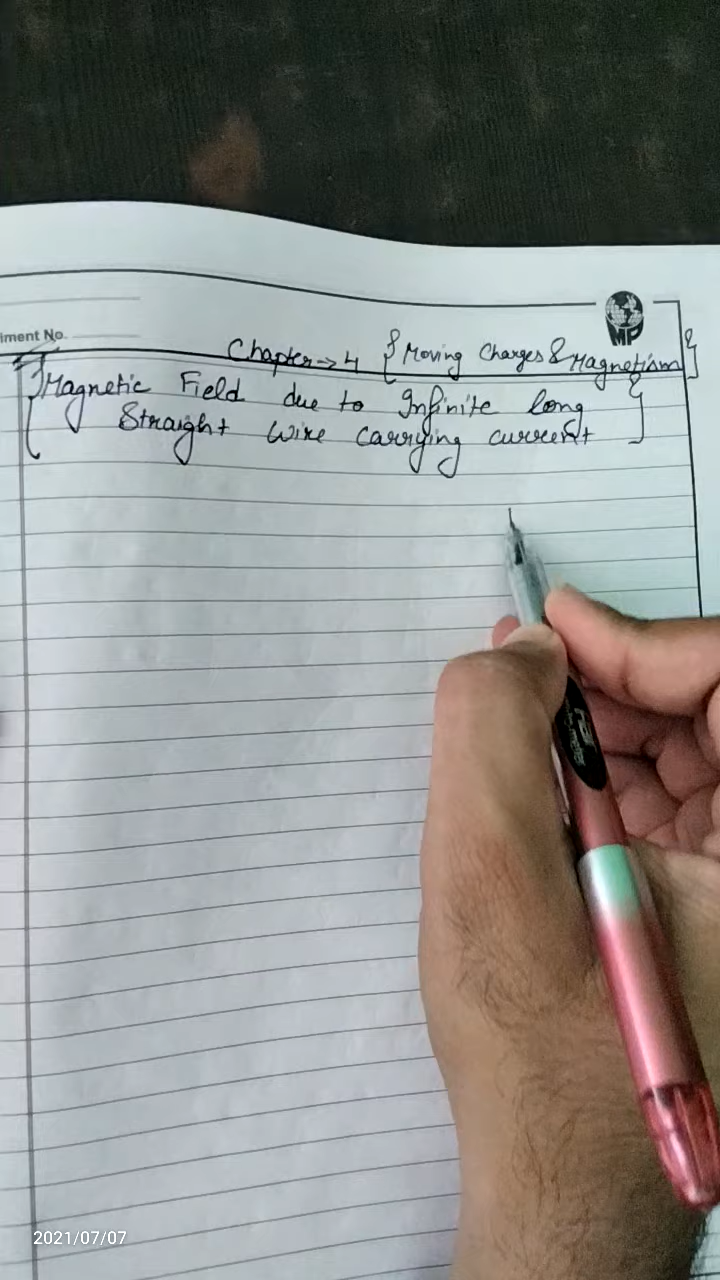 MP
iment No.
Chapter → 4 {Moving Charges & Magnetism}
{Magnetic Field due to Infinite long
Straight Wire Carrying current}
2021/07/07